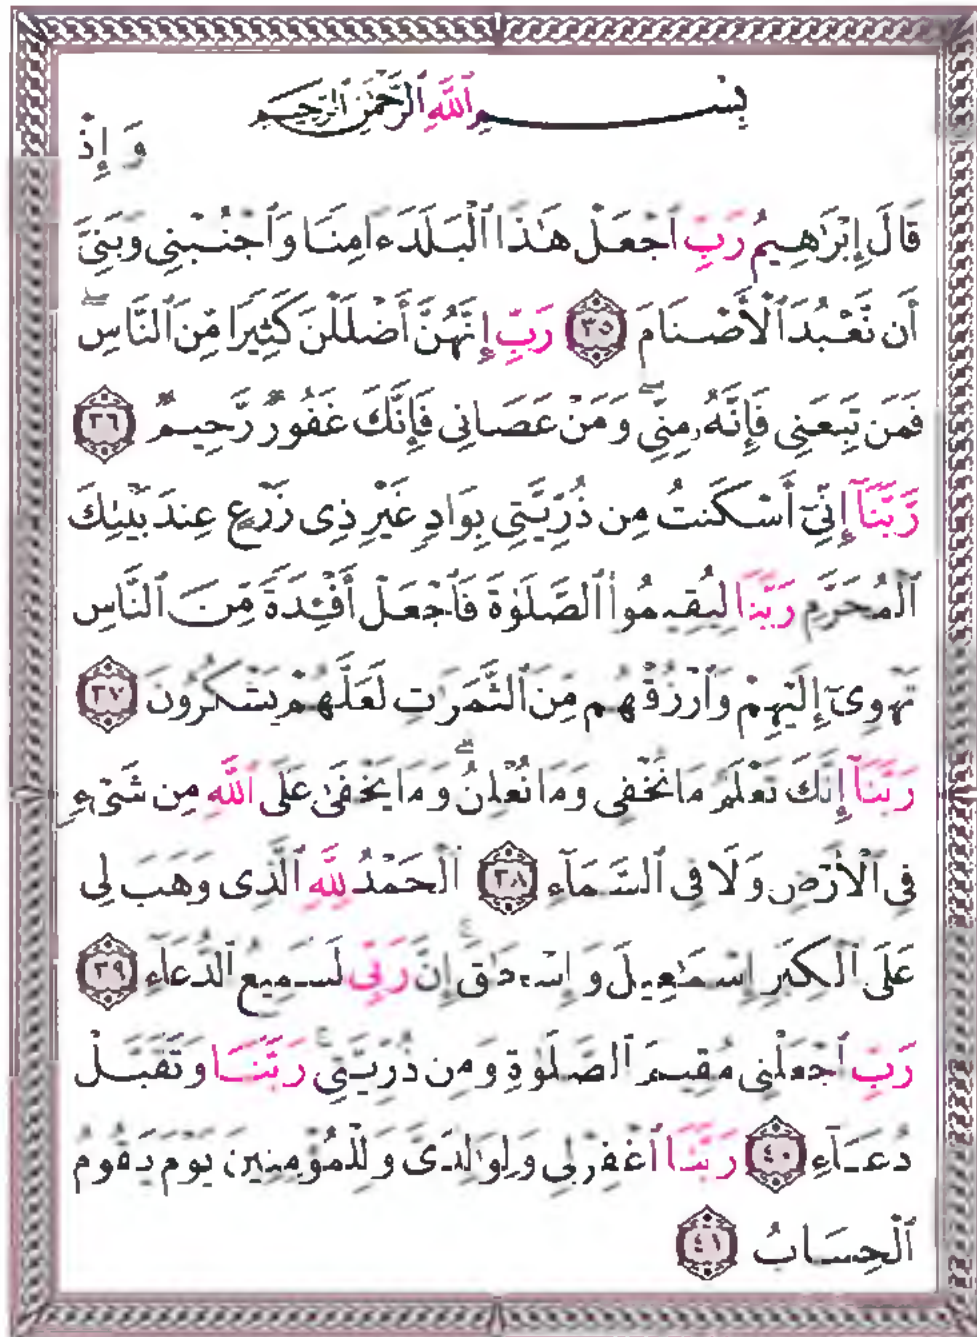 بِسْمِ ٱللَّهِ ٱلرَّحْمَٰنِ ٱلرَّحِيمِ
وَ إِذْ
قَالَ إِبْرَٰهِيمُ رَبِّ ٱجْعَلْ هَٰذَا ٱلْبَلَدَ ءَامِنًا وَٱجْنُبْنِى وَبَنِىَّ
أَن نَّعْبُدَ ٱلْأَصْنَامَ ٣٥ رَبِّ إِنَّهُنَّ أَضْلَلْنَ كَثِيرًا مِّنَ ٱلنَّاسِ ۖ
فَمَن تَبِعَنِى فَإِنَّهُۥ مِنِّى ۖ وَمَنْ عَصَانِى فَإِنَّكَ غَفُورٌ رَّحِيمٌ ٣٦
رَّبَّنَآ إِنِّىٓ أَسْكَنتُ مِن ذُرِّيَّتِى بِوَادٍ غَيْرِ ذِى زَرْعٍ عِندَ بَيْتِكَ
ٱلْمُحَرَّمِ رَبَّنَا لِيُقِيمُوا۟ ٱلصَّلَوٰةَ فَٱجْعَلْ أَفْـِٔدَةً مِّنَ ٱلنَّاسِ
تَهْوِىٓ إِلَيْهِمْ وَٱرْزُقْهُم مِّنَ ٱلثَّمَرَٰتِ لَعَلَّهُمْ يَشْكُرُونَ ٣٧
رَبَّنَآ إِنَّكَ تَعْلَمُ مَا نُخْفِى وَمَا نُعْلِنُ ۗ وَمَا يَخْفَىٰ عَلَى ٱللَّهِ مِن شَىْءٍ
فِى ٱلْأَرْضِ وَلَا فِى ٱلسَّمَآءِ ٣٨ ٱلْحَمْدُ لِلَّهِ ٱلَّذِى وَهَبَ لِى
عَلَى ٱلْكِبَرِ إِسْمَٰعِيلَ وَإِسْحَٰقَ ۚ إِنَّ رَبِّى لَسَمِيعُ ٱلدُّعَآءِ ٣٩
رَبِّ ٱجْعَلْنِى مُقِيمَ ٱلصَّلَوٰةِ وَمِن ذُرِّيَّتِى ۚ رَبَّنَا وَتَقَبَّلْ
دُعَآءِ ٤٠ رَبَّنَا ٱغْفِرْ لِى وَلِوَٰلِدَىَّ وَلِلْمُؤْمِنِينَ يَوْمَ يَقُومُ
ٱلْحِسَابُ ٤١